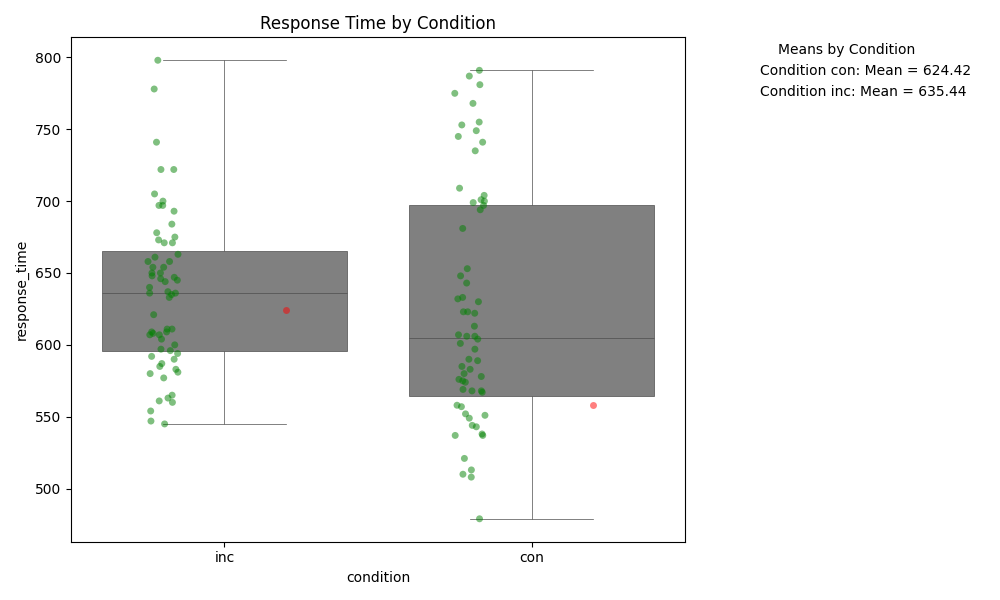 Response Time by Condition
Means by Condition
Condition con: Mean = 624.42
Condition inc: Mean = 635.44
response_time
800
750
700
650
600
550
500
inc
con
condition